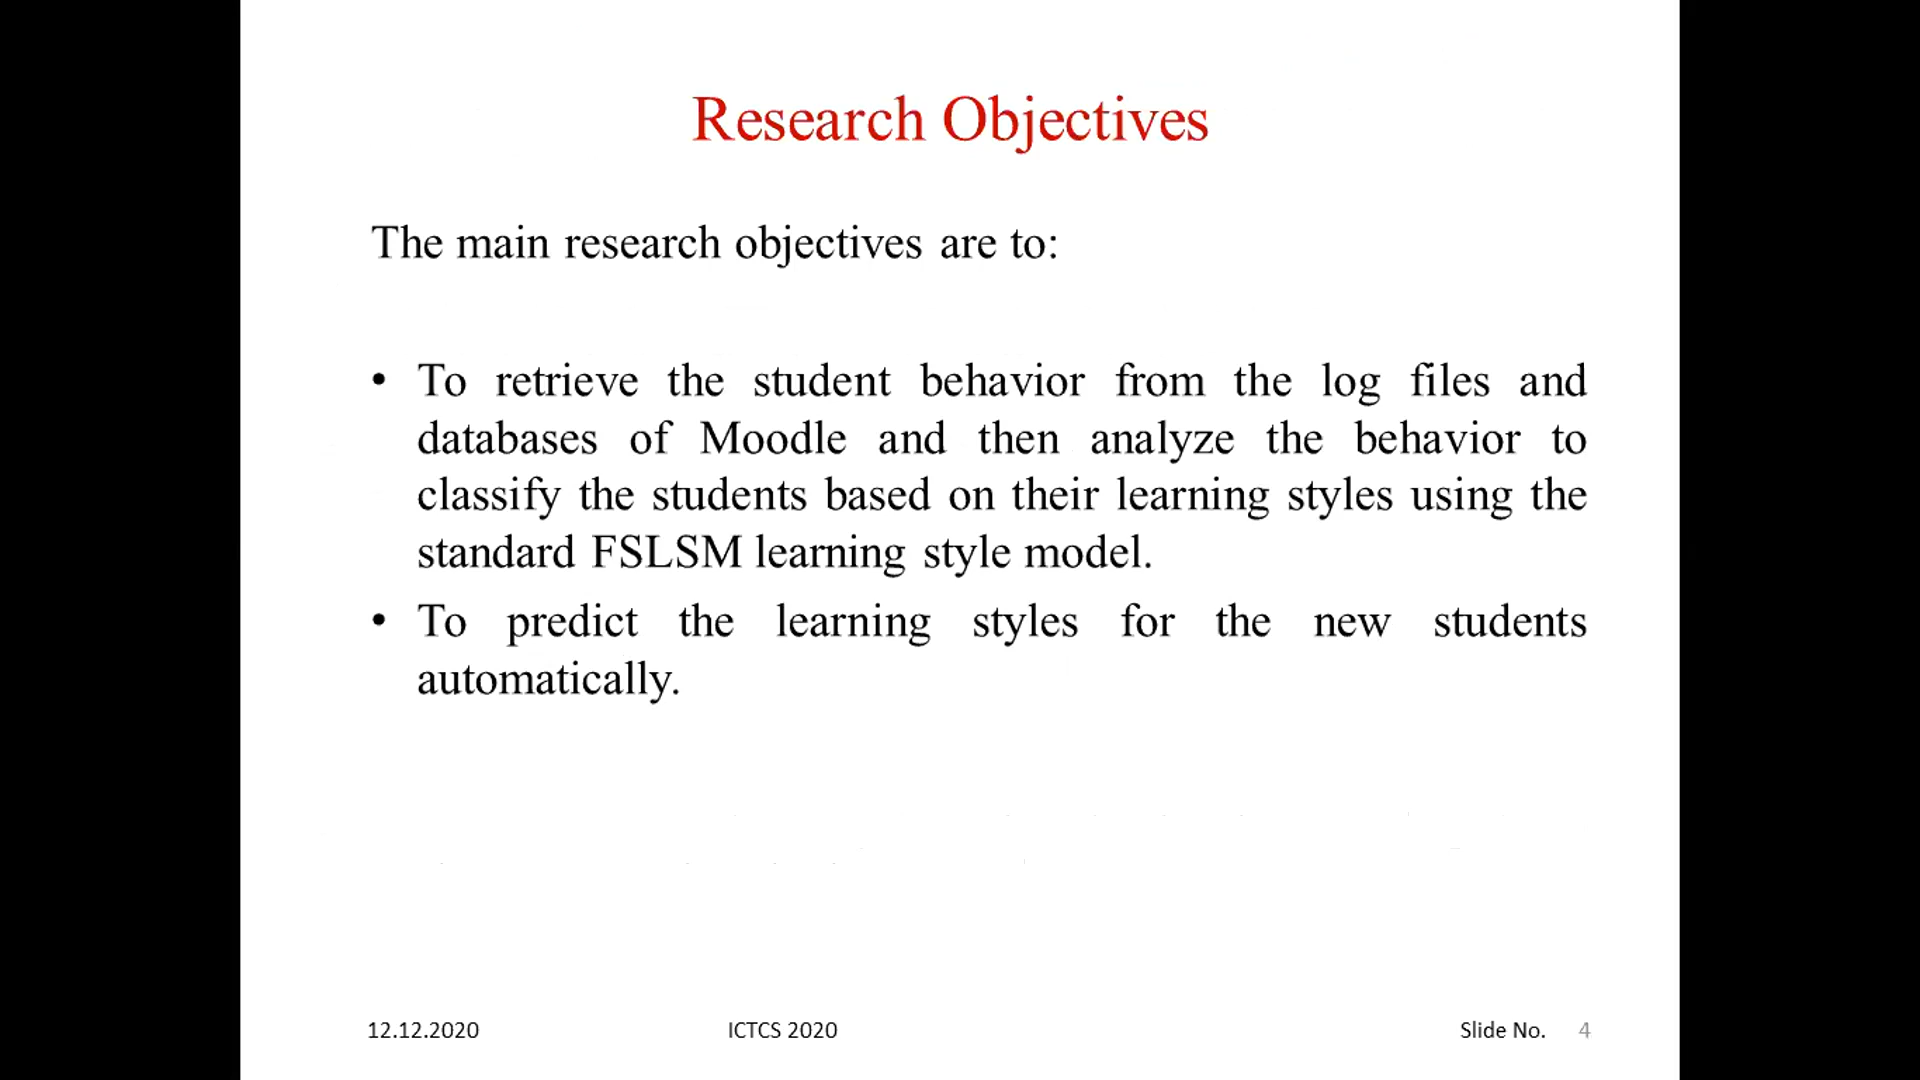 Research Objectives
The main research objectives are to:
• To retrieve the student behavior from the log files and
databases of Moodle and then analyze the behavior to
classify the students based on their learning styles using the
standard FSLSM learning style model.
• To predict the learning styles for the new students
automatically.
12.12.2020 ICTCS 2020 Slide No. 4